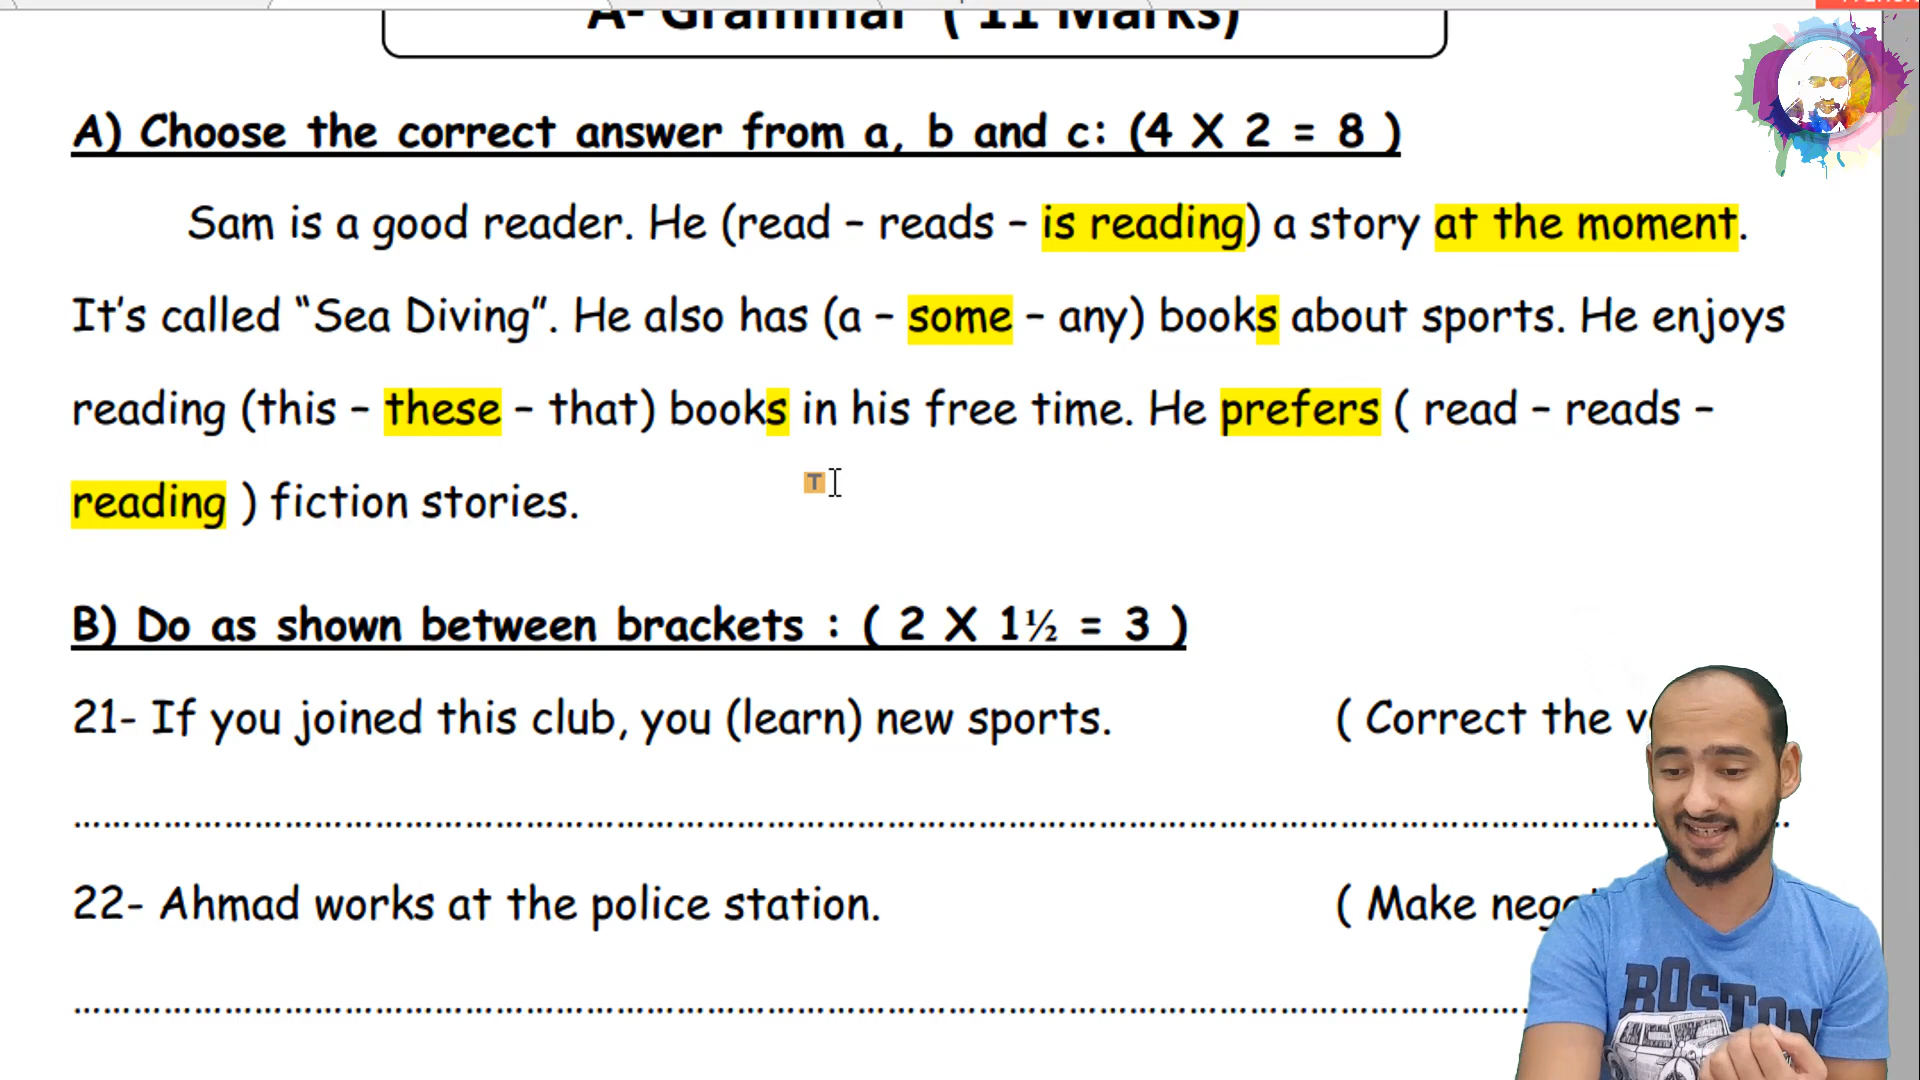 A- Grammar ( 11 Marks)
A) Choose the correct answer from a, b and c: (4 X 2 = 8 )
Sam is a good reader. He (read – reads – is reading) a story at the moment.
It’s called “Sea Diving”. He also has (a – some – any) books about sports. He enjoys
reading (this – these – that) books in his free time. He prefers ( read – reads –
reading ) fiction stories.
T
B) Do as shown between brackets : ( 2 X 1½ = 3 )
21- If you joined this club, you (learn) new sports. ( Correct the
22- Ahmad works at the police station. ( Make
BOSTON